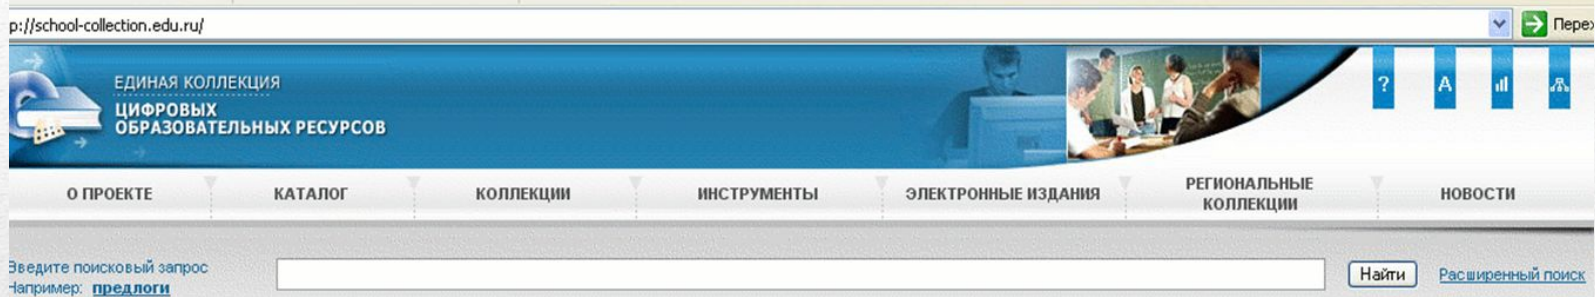 p://school-collection.edu.ru/
ЕДИНАЯ КОЛЛЕКЦИЯ
ЦИФРОВЫХ
ОБРАЗОВАТЕЛЬНЫХ РЕСУРСОВ
? А
О ПРОЕКТЕ КАТАЛОГ КОЛЛЕКЦИИ ИНСТРУМЕНТЫ ЭЛЕКТРОННЫЕ ИЗДАНИЯ РЕГИОНАЛЬНЫЕ КОЛЛЕКЦИИ НОВОСТИ
Введите поисковый запрос
Например: предлоги
Найти Расширенный поиск